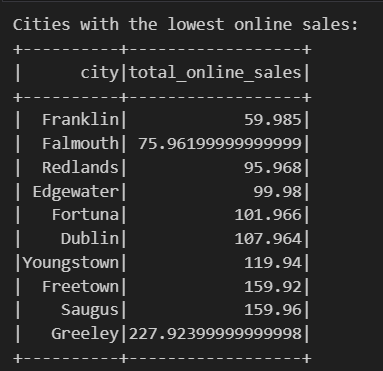 Cities with the lowest online sales:
+----------+------------------+
|      city|total_online_sales|
+----------+------------------+
|  Franklin|            59.985|
|  Falmouth| 75.96199999999999|
|  Redlands|            95.968|
| Edgewater|             99.98|
|   Fortuna|           101.966|
|    Dublin|           107.964|
|Youngstown|            119.94|
|  Freetown|            159.92|
|    Saugus|            159.96|
|   Greeley|227.92399999999998|
+----------+------------------+